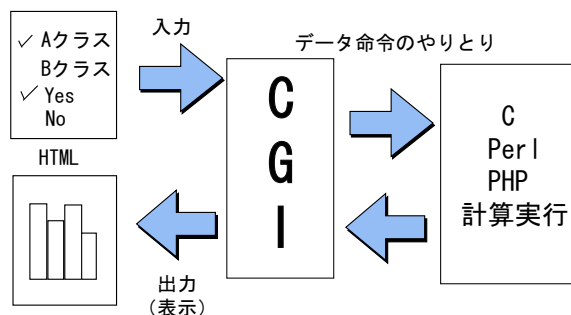 ✓ Aクラス
Bクラス
✓ Yes
No
HTML
入力
出力
(表示)
C
G
I
データ命令のやりとり
C
Perl
PHP
計算実行